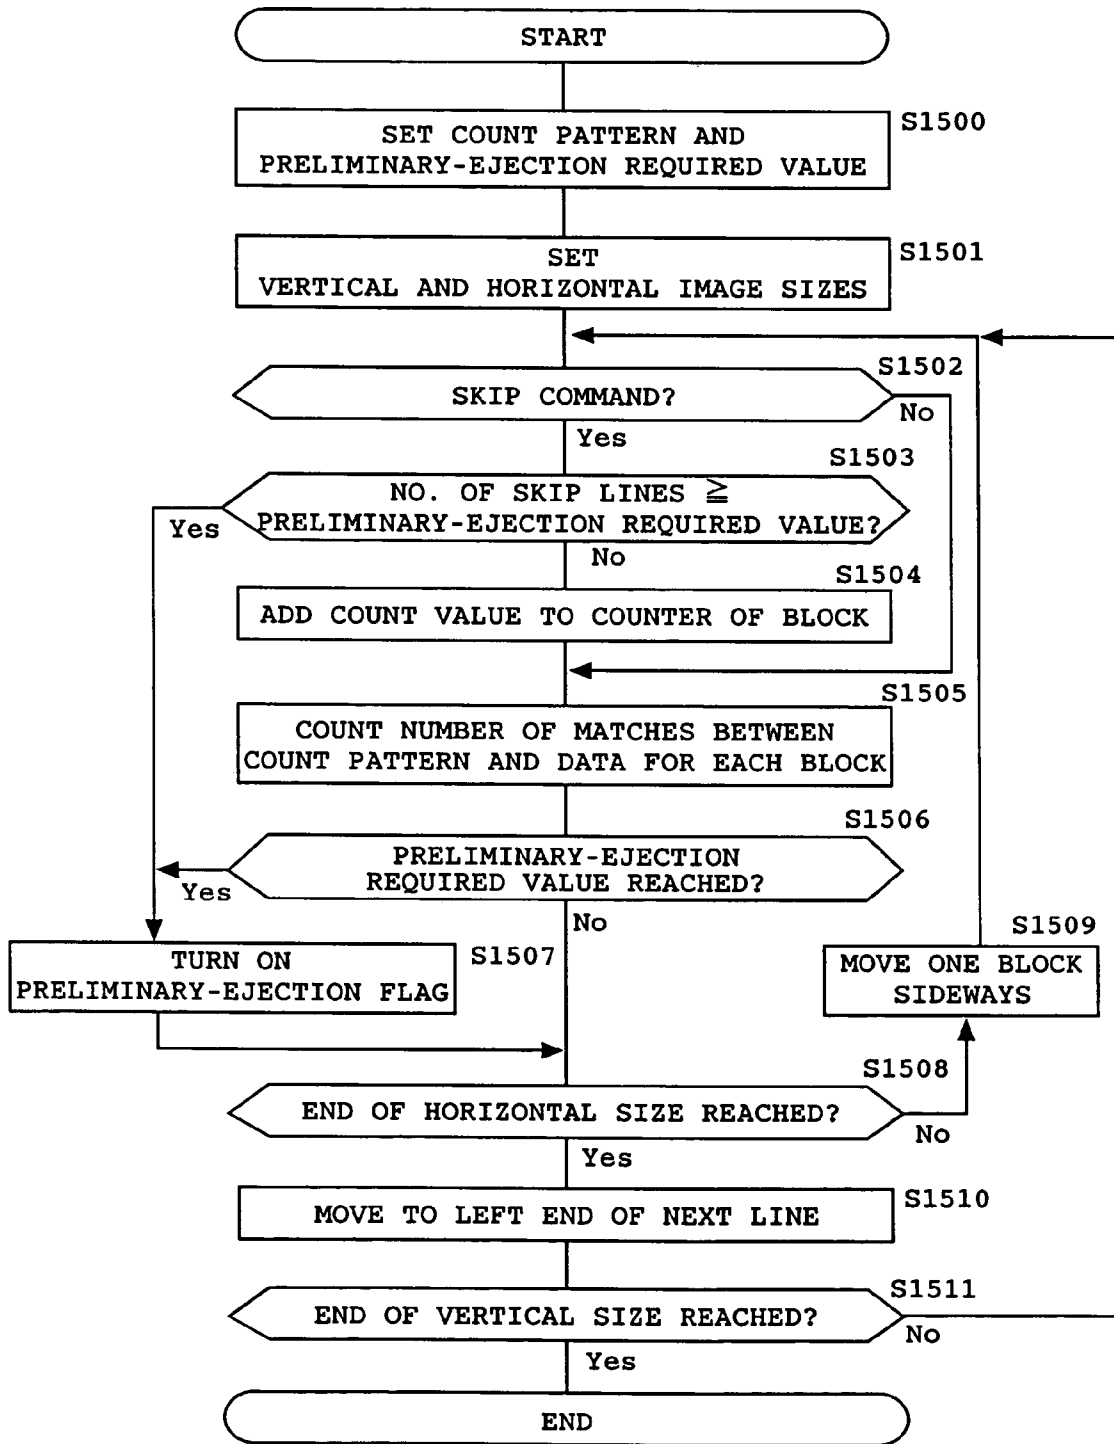 START
S1500
SET COUNT PATTERN AND
PRELIMINARY-EJECTION REQUIRED VALUE
S1501
SET
VERTICAL AND HORIZONTAL IMAGE SIZES
S1502
SKIP COMMAND?
No
Yes
S1503
NO. OF SKIP LINES ≧
PRELIMINARY-EJECTION REQUIRED VALUE?
Yes
No
S1504
ADD COUNT VALUE TO COUNTER OF BLOCK
S1505
COUNT NUMBER OF MATCHES BETWEEN
COUNT PATTERN AND DATA FOR EACH BLOCK
S1506
PRELIMINARY-EJECTION
REQUIRED VALUE REACHED?
Yes
No
S1507
TURN ON
PRELIMINARY-EJECTION FLAG
S1509
MOVE ONE BLOCK
SIDEWAYS
S1508
END OF HORIZONTAL SIZE REACHED?
No
Yes
S1510
MOVE TO LEFT END OF NEXT LINE
S1511
END OF VERTICAL SIZE REACHED?
No
Yes
END